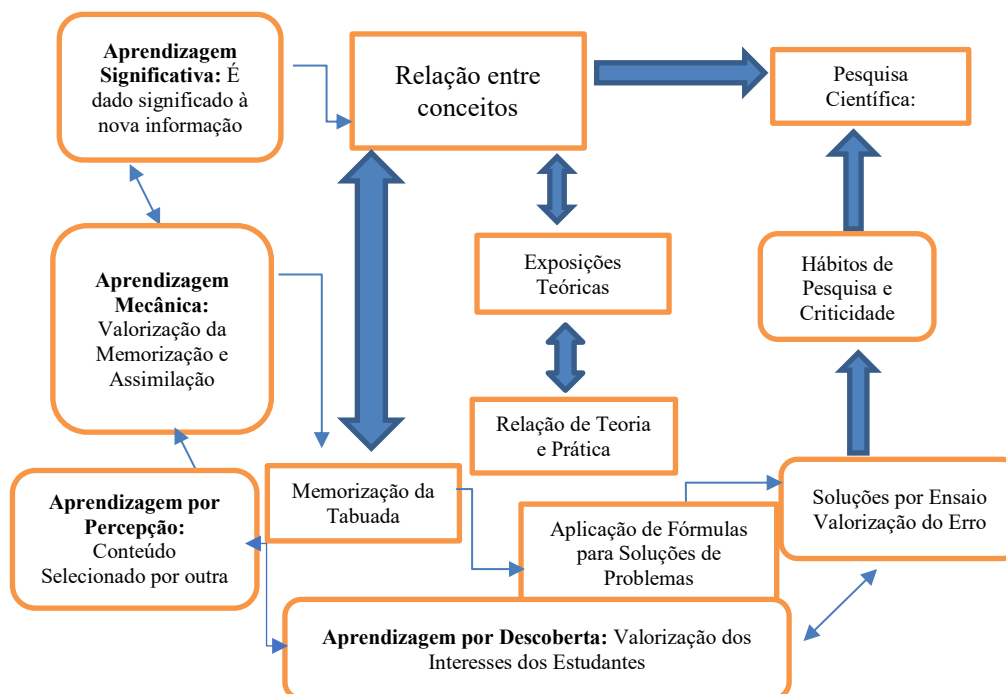 Aprendizagem
Significativa: É
dado significado à
nova informação
Relação entre
conceitos
Pesquisa
Científica:
Aprendizagem
Mecânica:
Valorização da
Memorização e
Assimilação
Exposições
Teóricas
Hábitos de
Pesquisa e
Criticidade
Relação de Teoria
e Prática
Aprendizagem por
Percepção:
Conteúdo
Selecionado por outra
Memorização da
Tabuada
Aplicação de Fórmulas
para Soluções de
Problemas
Soluções por Ensaio
Valorização do Erro
Aprendizagem por Descoberta: Valorização dos
Interesses dos Estudantes